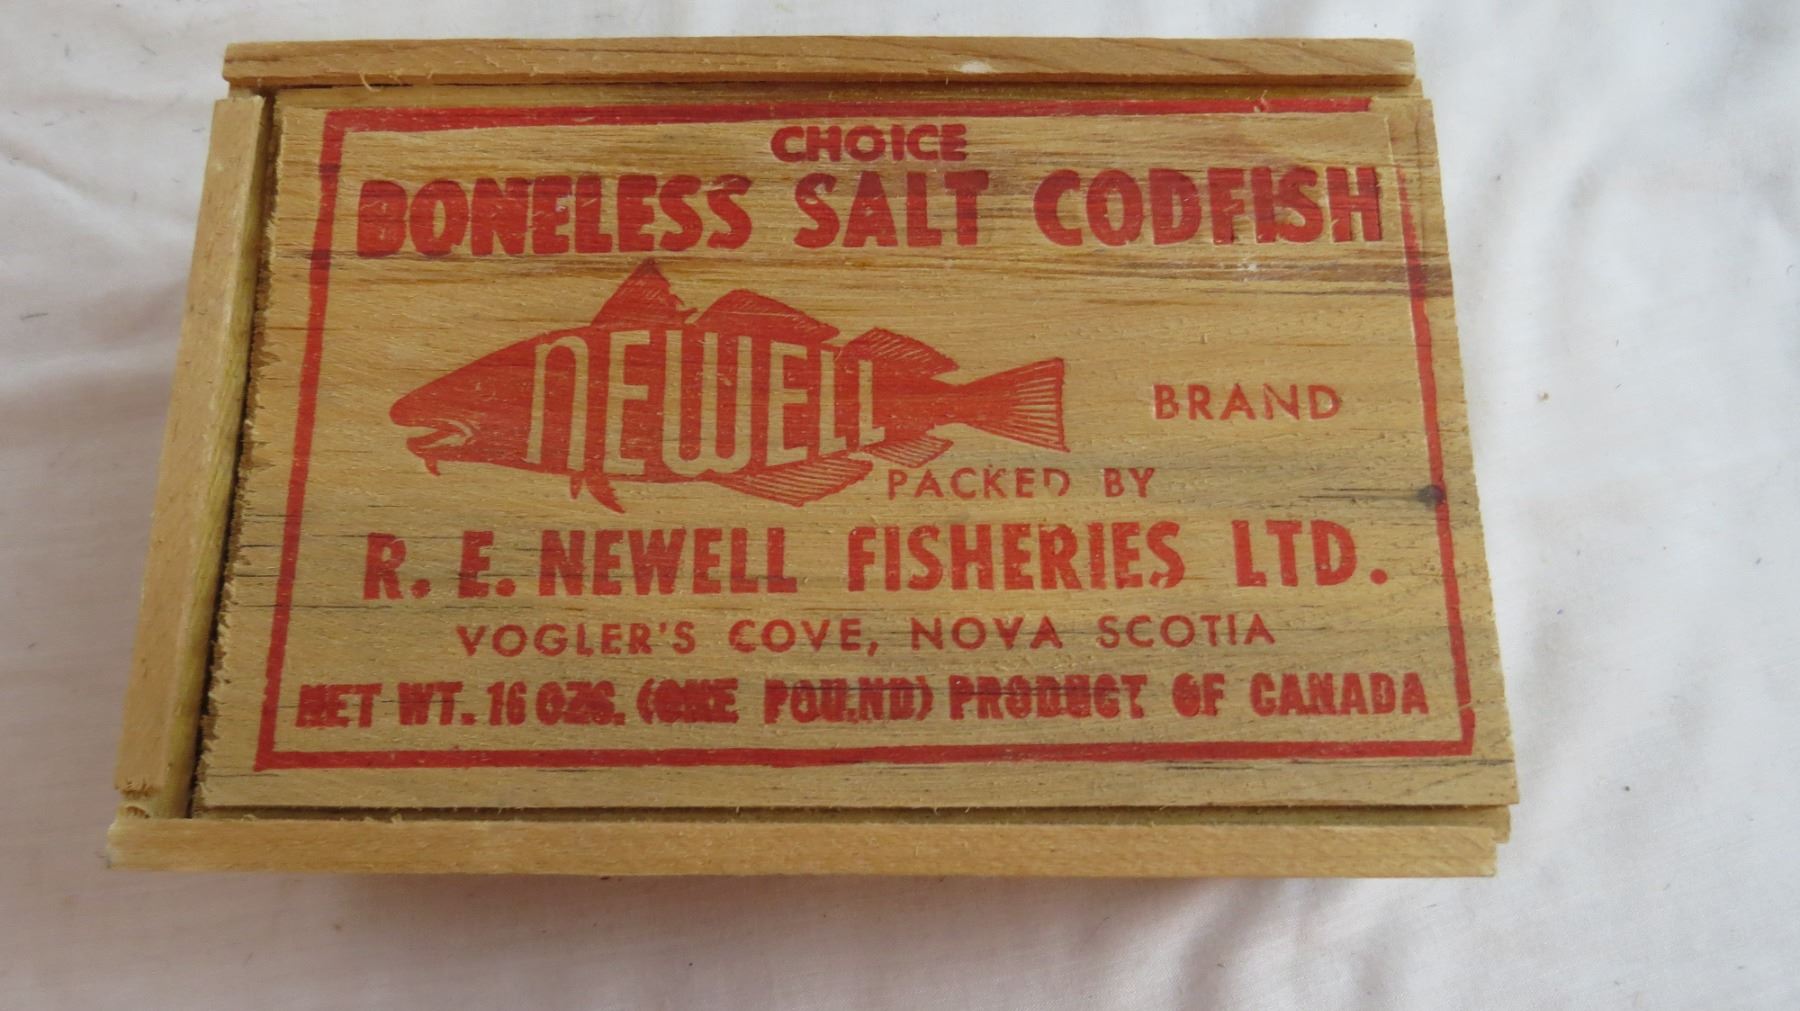 CHOICE
BONELESS SALT CODFISH
NEWELL
BRAND
PACKED BY
R. E. NEWELL FISHERIES LTD.
VOGLER'S COVE, NOVA SCOTIA
NET WT. 16 OZS. (ONE POUND) PRODUCT OF CANADA